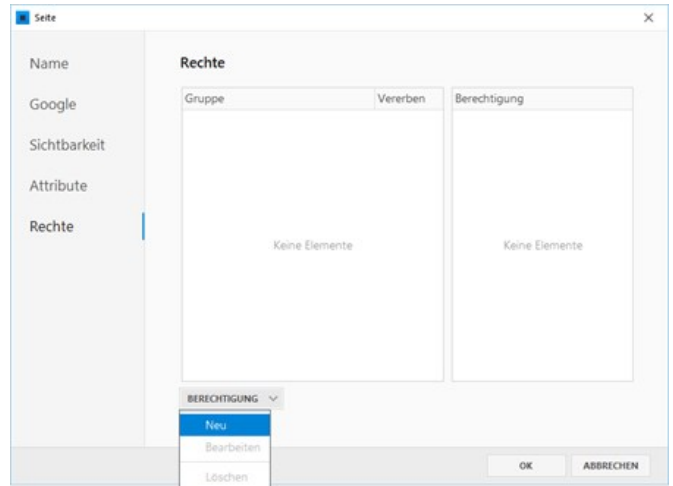 Seite
Name
Google
Sichtbarkeit
Attribute
Rechte
Rechte
Gruppe Vererben
Keine Elemente
Berechtigung
Keine Elemente
BERECHTIGUNG
Neu
Bearbeiten
Löschen
OK ABBRECHEN